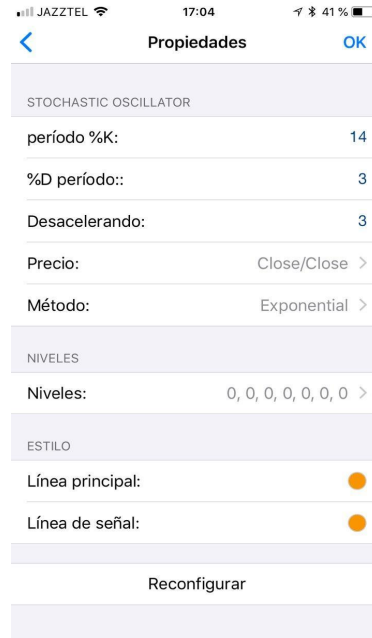 JAZZTEL 17:04 41 %
Propiedades OK
STOCHASTIC OSCILLATOR
período %K: 14
%D período:: 3
Desacelerando: 3
Precio: Close/Close
Método: Exponential
NIVELES
Niveles: 0, 0, 0, 0, 0, 0, 0
ESTILO
Línea principal:
Línea de señal:
Reconfigurar